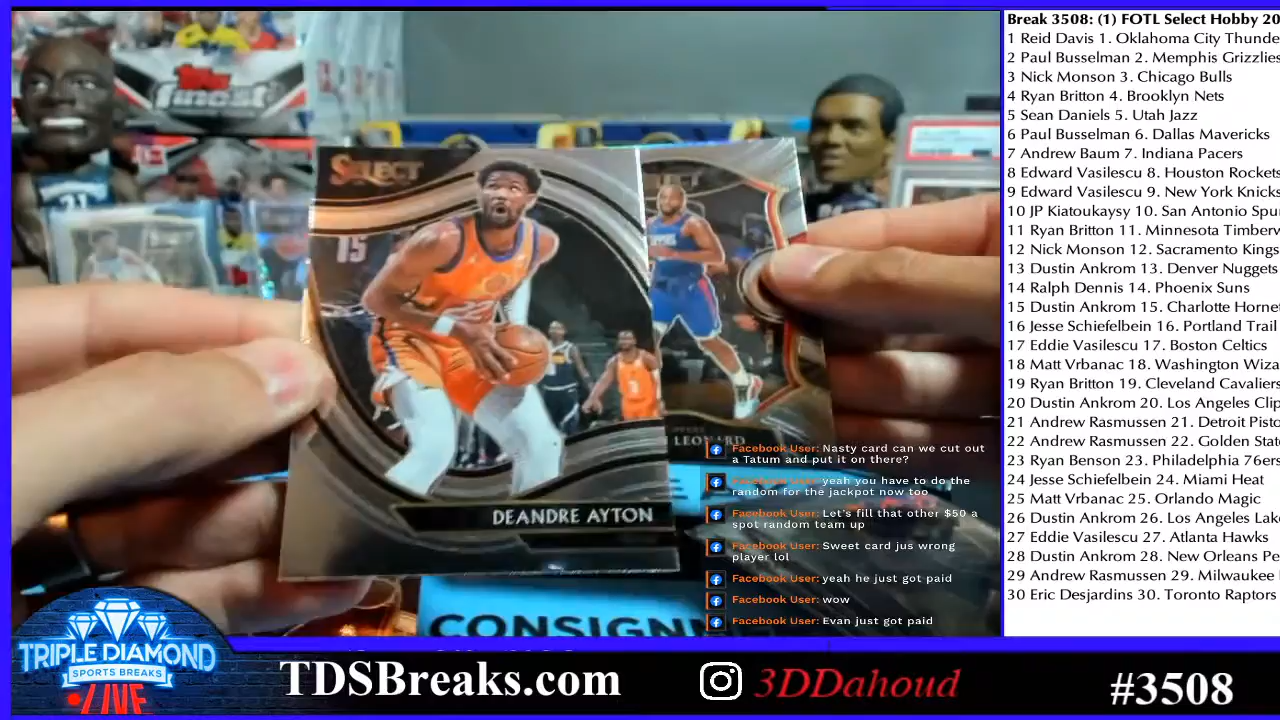 Break 3508: (1) FOTL Select Hobby 20
1 Reid Davis 1. Oklahoma City Thunde
2 Paul Busselman 2. Memphis Grizzlies
3 Nick Monson 3. Chicago Bulls
4 Ryan Britton 4. Brooklyn Nets
5 Sean Daniels 5. Utah Jazz
6 Paul Busselman 6. Dallas Mavericks
7 Andrew Baum 7. Indiana Pacers
8 Edward Vasilescu 8. Houston Rockets
9 Edward Vasilescu 9. New York Knicks
10 JP Kiatoukaysy 10. San Antonio Spu
11 Ryan Britton 11. Minnesota Timberw
12 Nick Monson 12. Sacramento Kings
13 Dustin Ankrom 13. Denver Nuggets
14 Ralph Dennis 14. Phoenix Suns
15 Dustin Ankrom 15. Charlotte Horne
16 Jesse Schiefelbein 16. Portland Trail
17 Eddie Vasilescu 17. Boston Celtics
18 Matt Vrbanac 18. Washington Wiza
19 Ryan Britton 19. Cleveland Cavaliers
20 Dustin Ankrom 20. Los Angeles Clip
21 Andrew Rasmussen 21. Detroit Pisto
22 Andrew Rasmussen 22. Golden Stat
23 Ryan Benson 23. Philadelphia 76ers
24 Jesse Schiefelbein 24. Miami Heat
25 Matt Vrbanac 25. Orlando Magic
26 Dustin Ankrom 26. Los Angeles Lak
27 Eddie Vasilescu 27. Atlanta Hawks
28 Dustin Ankrom 28. New Orleans Pe
29 Andrew Rasmussen 29. Milwaukee
30 Eric Desjardins 30. Toronto Raptors
Topps
finest
SELECT
15
DEANDRE AYTON
LEONARD
Facebook User: Nasty card can we cut out
a Tatum and put it on there?
Facebook User: yeah you have to do the
random for the jackpot now too
Facebook User: Let's fill that other $50 a
spot random team up
Facebook User: Sweet card jus wrong
player lol
Facebook User: yeah he just got paid
Facebook User: wow
Facebook User: Evan just got paid
CONSIGN
TRIPLE DIAMOND
SPORTS BREAKS
LIVE
TDSBreaks.com
3DDahoud
#3508